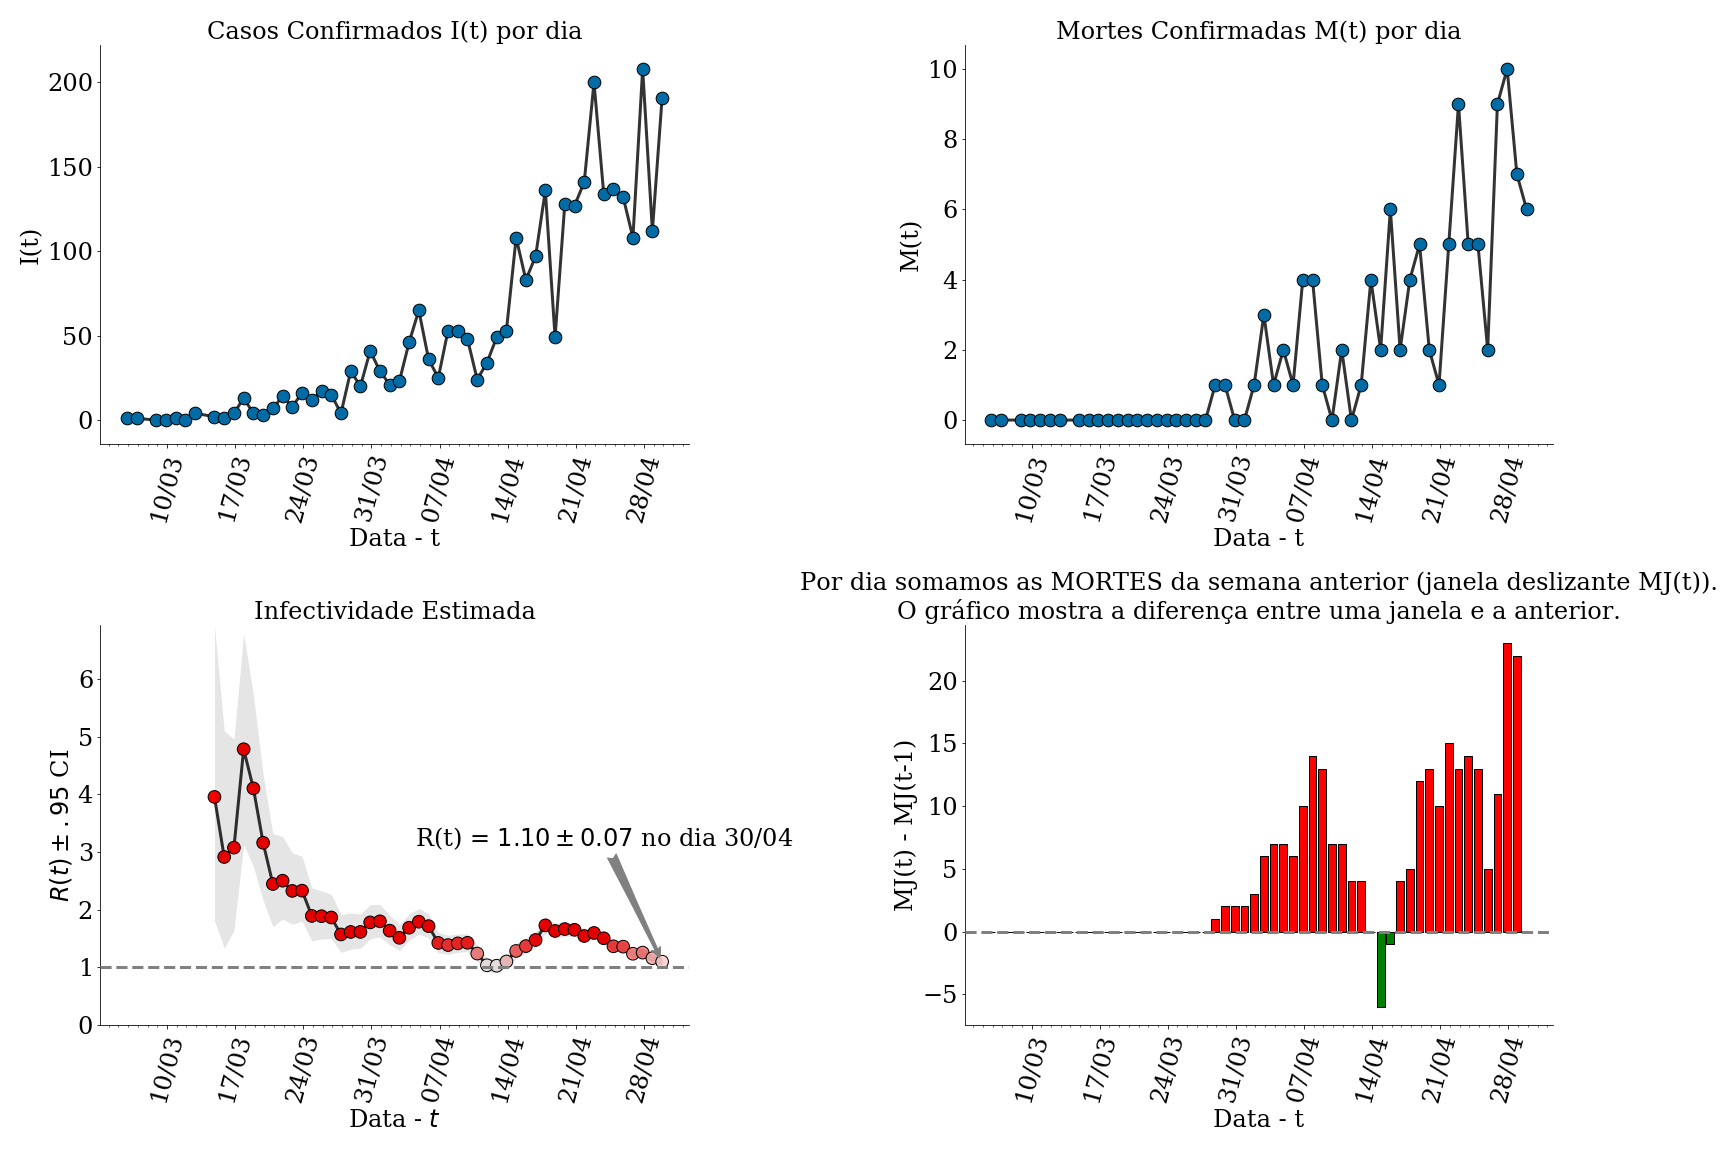 Casos Confirmados I(t) por dia
I(t)
200
150
100
50
0
10/03 17/03 24/03 31/03 07/04 14/04 21/04 28/04
Data - t
Mortes Confirmadas M(t) por dia
M(t)
10
8
6
4
2
0
10/03 17/03 24/03 31/03 07/04 14/04 21/04 28/04
Data - t
Infectividade Estimada
R(t) ± .95 CI
6
5
4
3
2
1
0
R(t) = 1.10 ± 0.07 no dia 30/04
10/03 17/03 24/03 31/03 07/04 14/04 21/04 28/04
Data - t
Por dia somamos as MORTES da semana anterior (janela deslizante MJ(t)).
O gráfico mostra a diferença entre uma janela e a anterior.
MJ(t) - MJ(t-1)
20
15
10
5
0
−5
10/03 17/03 24/03 31/03 07/04 14/04 21/04 28/04
Data - t